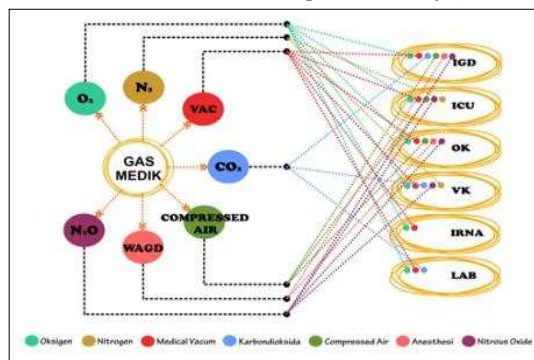 O₂
N₂
VAC
GAS
MEDIK
CO₂
N₂O
WAGD
COMPRESSED
AIR
IGD
ICU
OK
VK
IRNA
LAB
Oksigen
Nitrogen
Medical Vacum
Karbondioksida
Compressed Air
Anesthesi
Nitrous Oxide